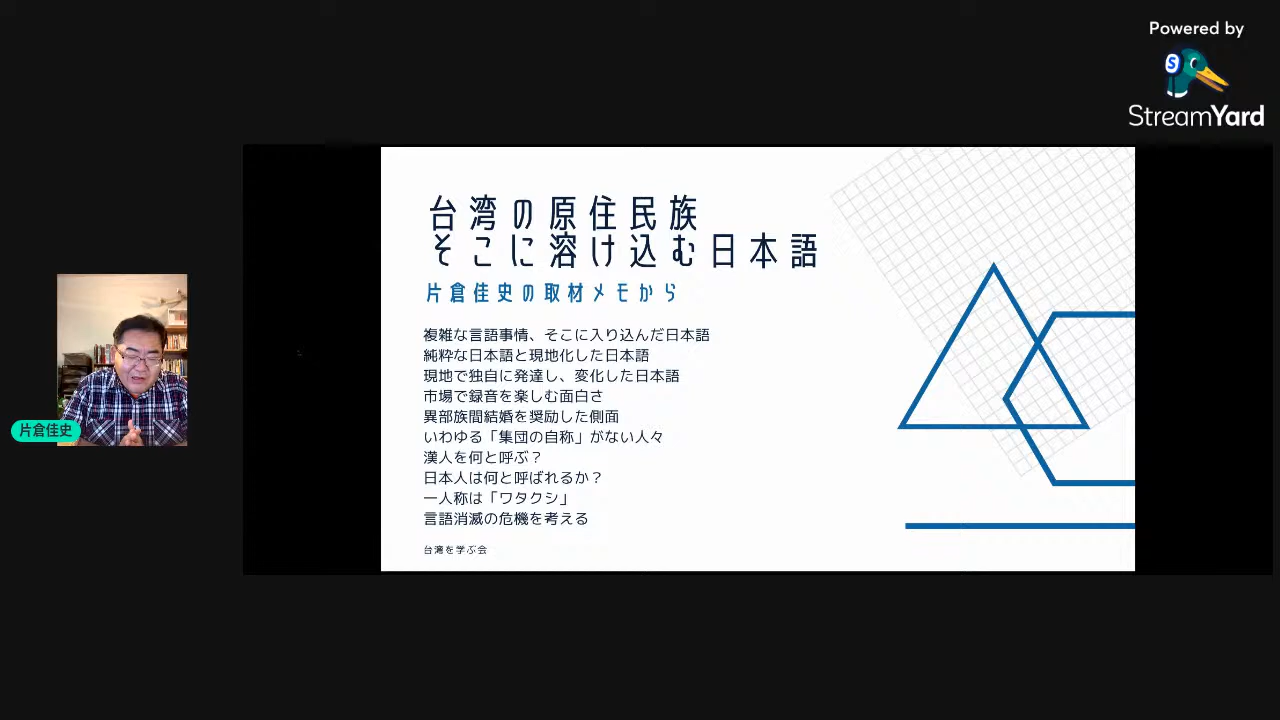 Powered by
StreamYard
台湾の原住民族
そこに溶け込む日本語
片倉佳史の取材メモから
複雑な言語事情、そこに入り込んだ日本語
純粋な日本語と現地化した日本語
現地で独自に発達し、変化した日本語
市場で録音を楽しむ面白さ
異部族間結婚を奨励した側面
いわゆる「集団の自称」がない人々
漢人を何と呼ぶ？
日本人は何と呼ばれるか？
一人称は「ワタクシ」
言語消滅の危機を考える
台湾を学ぶ会
片倉佳史